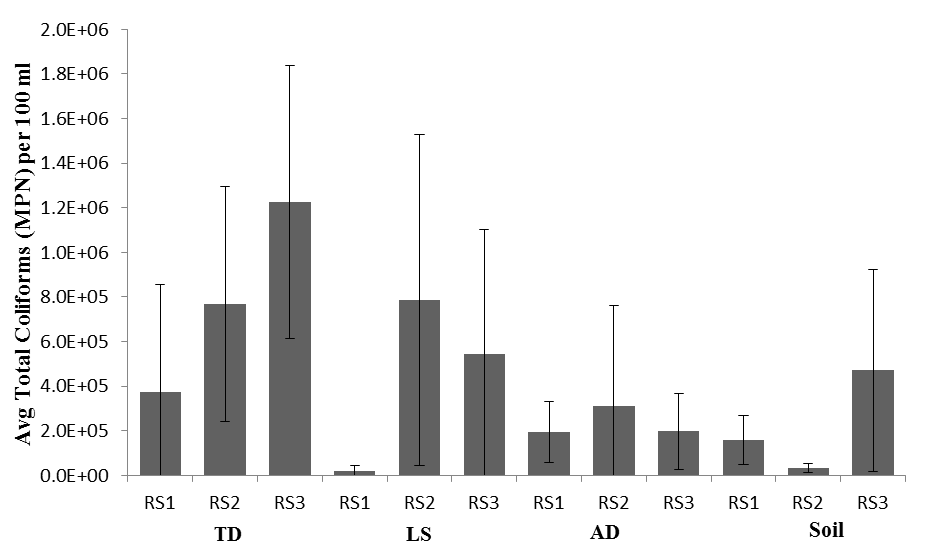 Avg Total Coliforms (MPN) per 100 ml
2.0E+06
1.8E+06
1.6E+06
1.4E+06
1.2E+06
1.0E+06
8.0E+05
6.0E+05
4.0E+05
2.0E+05
0.0E+00
RS1 RS2 RS3 RS1 RS2 RS3 RS1 RS2 RS3 RS1 RS2 RS3
TD LS AD Soil